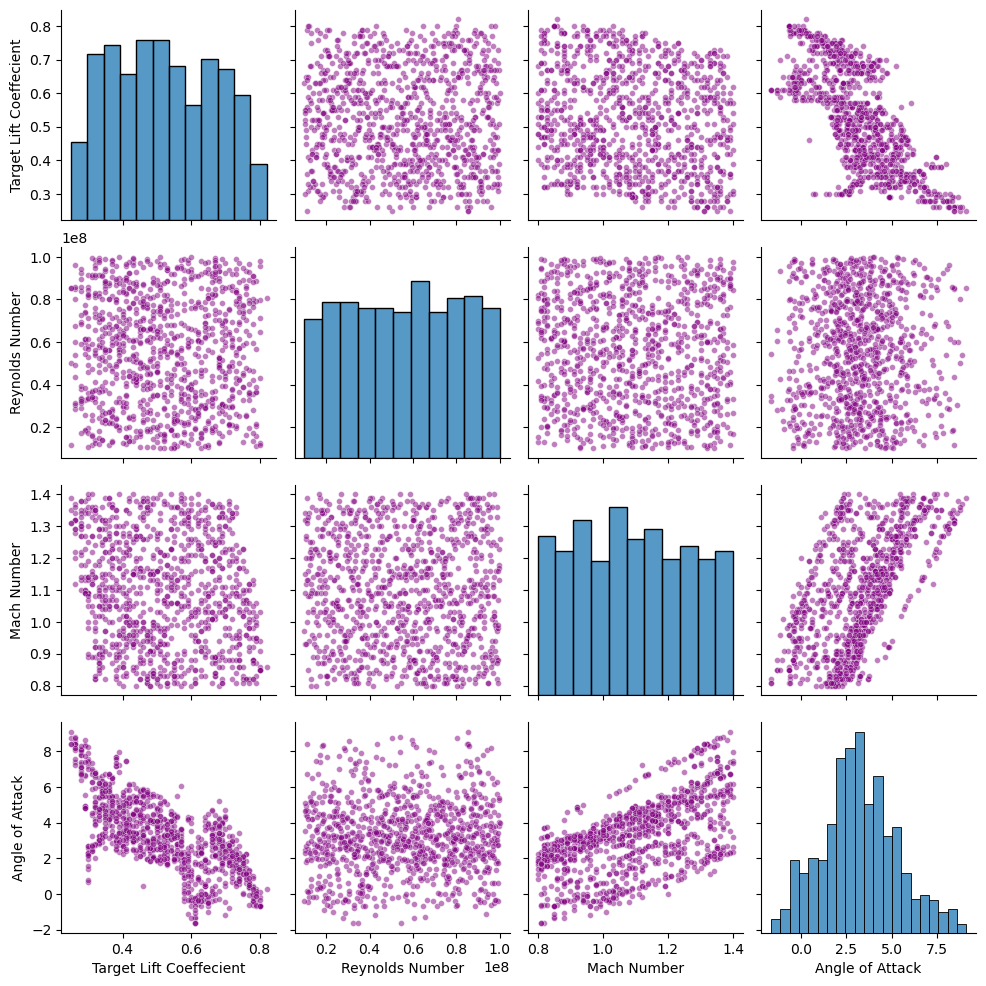 0.8
0.7
0.6
0.5
0.4
0.3
Target Lift Coeffecient
1e8
1.0
0.8
0.6
0.4
0.2
Reynolds Number
1.4
1.3
1.2
1.1
1.0
0.9
0.8
Mach Number
8
6
4
2
0
−2
Angle of Attack
0.4 0.6 0.8
Target Lift Coeffecient
0.2 0.4 0.6 0.8 1.0
Reynolds Number 1e8
0.8 1.0 1.2 1.4
Mach Number
0.0 2.5 5.0 7.5
Angle of Attack